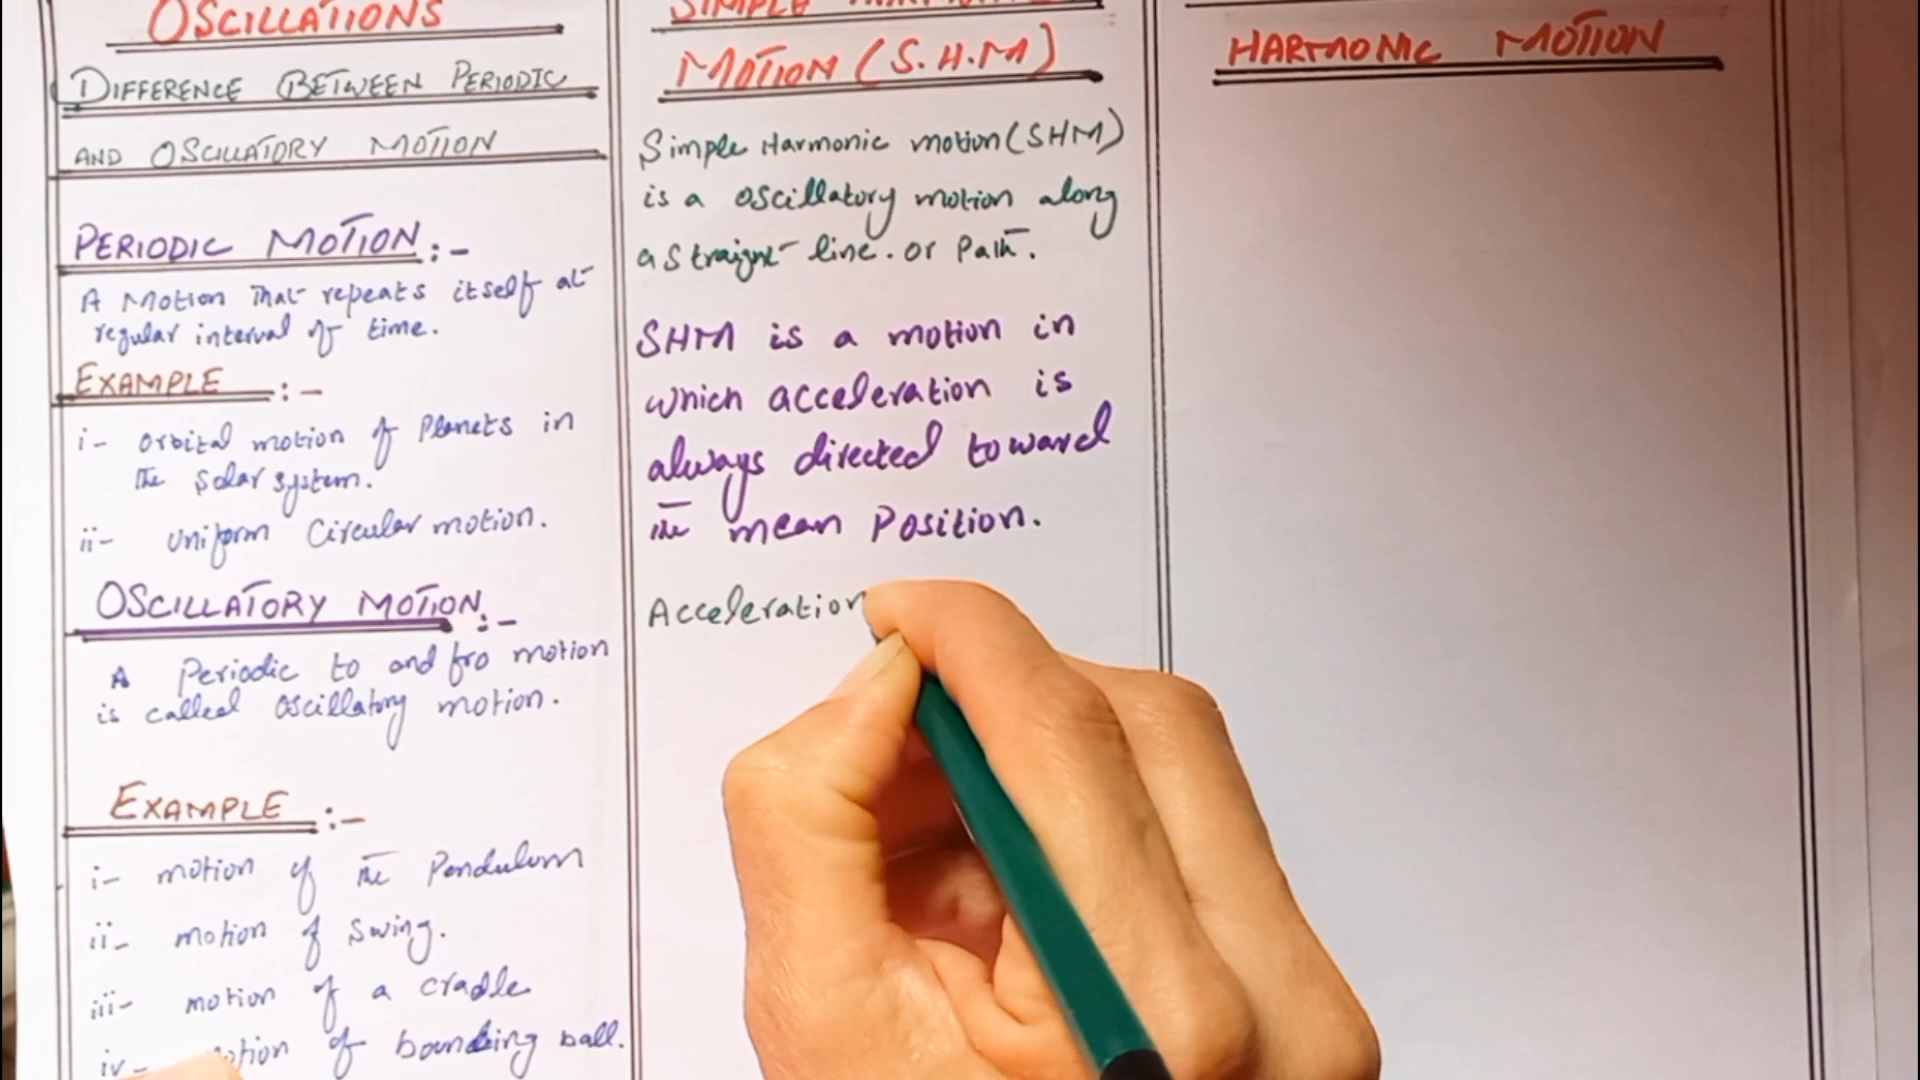 OSCILLATIONS
DIFFERENCE BETWEEN PERIODIC
AND OSCILLATORY MOTION
PERIODIC MOTION :-
A Motion That repeats itself at
regular interval of time.
EXAMPLE :-
i- orbital motion of Planets in
the Solar system.
ii- uniform Circular motion.
OSCILLATORY MOTION :-
A Periodic to and fro motion
is called oscillatory motion.
EXAMPLE :-
i- motion of the Pendulum
ii- motion of swing.
iii- motion of a cradle
iv- motion of bouncing ball.
SIMPLE
MOTION (S.H.M)
Simple Harmonic motion (SHM)
is a oscillatory motion along
a straight line. or Path.
SHM is a motion in
which acceleration is
always directed toward
the mean Position.
Acceleration
HARMONIC MOTION